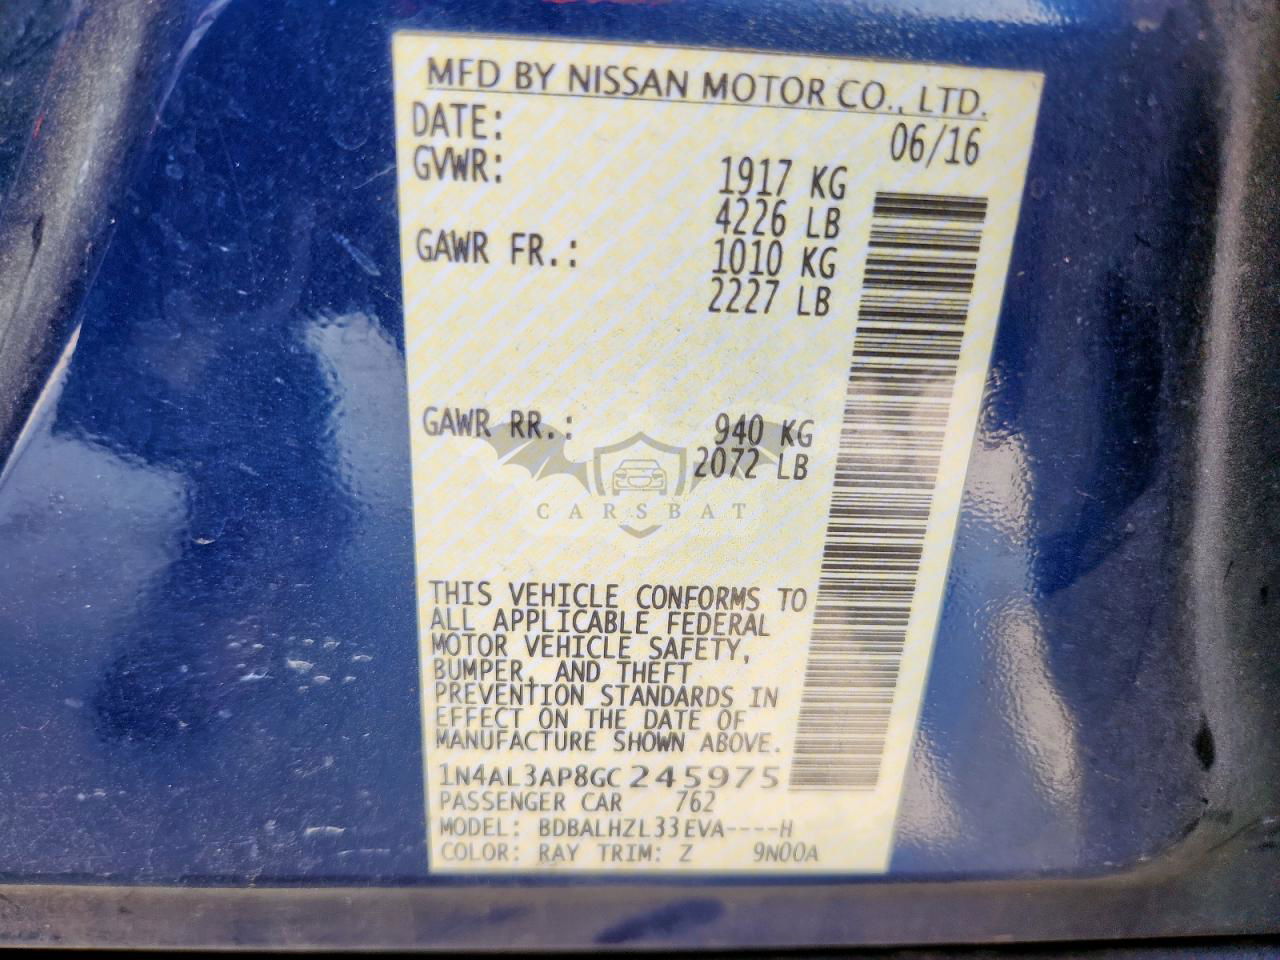 MFD BY NISSAN MOTOR CO., LTD.
DATE: 06/16
GVWR: 1917 KG
4226 LB
GAWR FR.: 1010 KG
2227 LB
GAWR RR.: 940 KG
2072 LB
CARSBAT
THIS VEHICLE CONFORMS TO
ALL APPLICABLE FEDERAL
MOTOR VEHICLE SAFETY,
BUMPER, AND THEFT
PREVENTION STANDARDS IN
EFFECT ON THE DATE OF
MANUFACTURE SHOWN ABOVE.
1N4AL3AP8GC245975
PASSENGER CAR 762
MODEL: BDBALHZL33EVA----H
COLOR: RAY TRIM: Z 9N00A